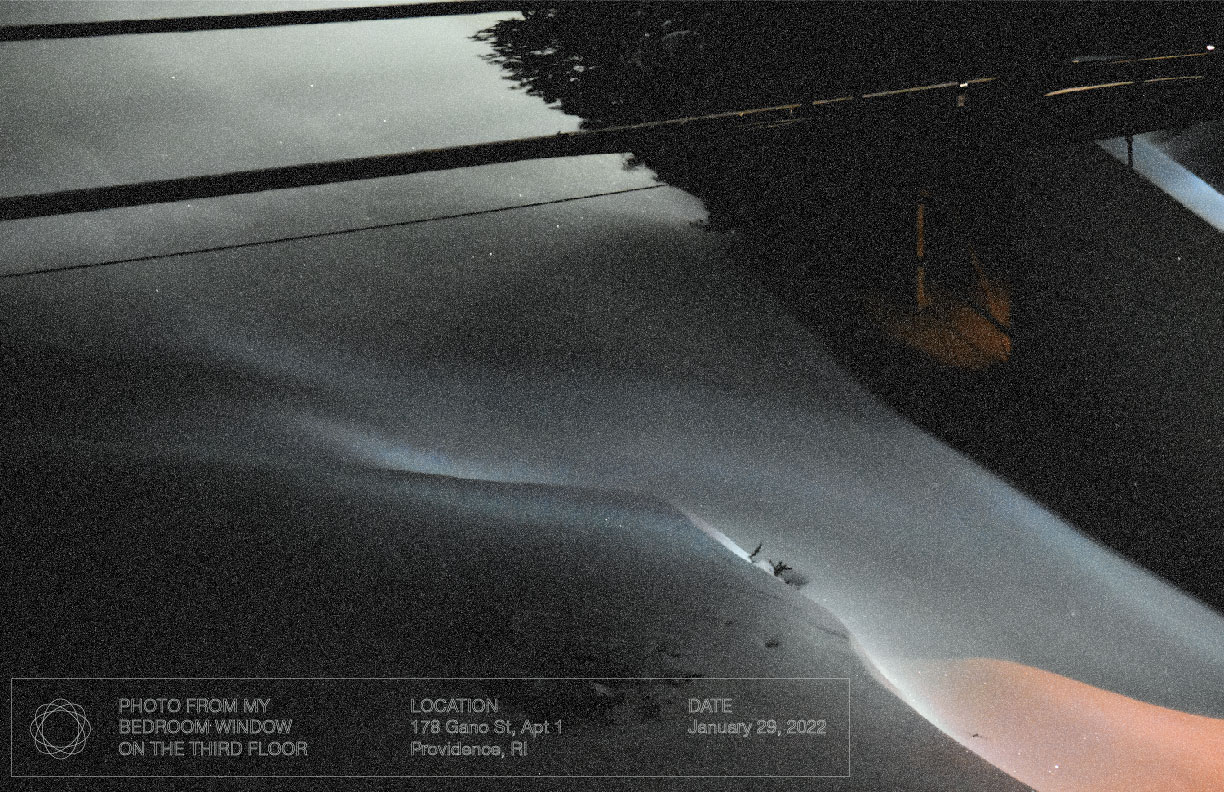 PHOTO FROM MY
BEDROOM WINDOW
ON THE THIRD FLOOR
LOCATION
178 Gano St, Apt 1
Providence, RI
DATE
January 29, 2022